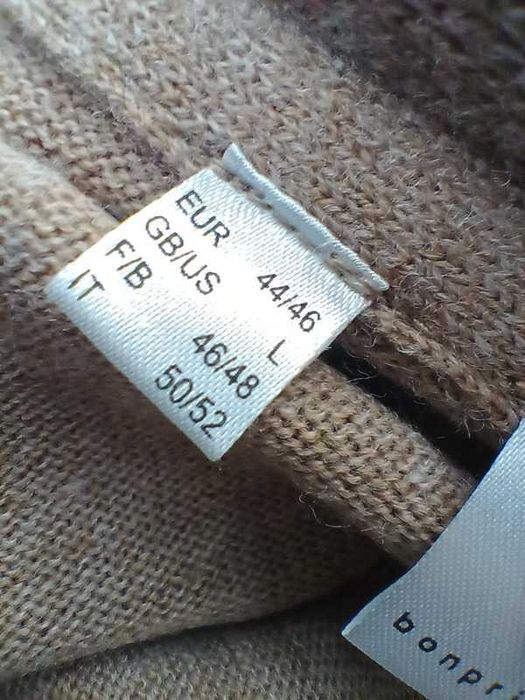 EUR 44/46
GB/US L
F/B 46/48
IT 50/52
bonpr